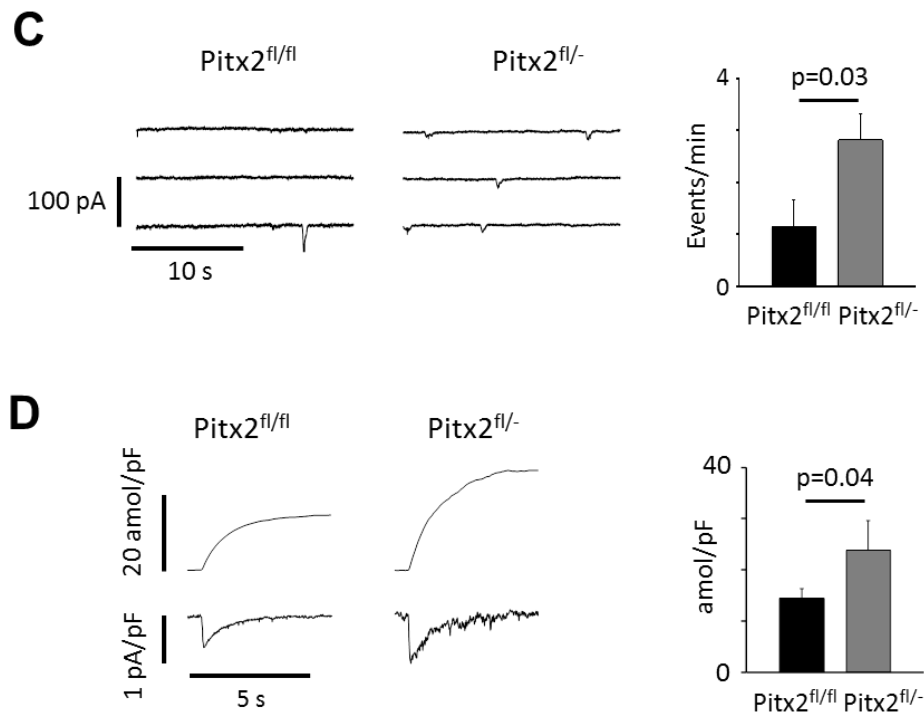 C
Pitx2fl/fl
Pitx2fl/-
100 pA
10 s
4
p=0.03
Events/min
0
Pitx2fl/fl
Pitx2fl/-
D
Pitx2fl/fl
Pitx2fl/-
20 amol/pF
1 pA/pF
5 s
40
p=0.04
amol/pF
0
Pitx2fl/fl
Pitx2fl/-